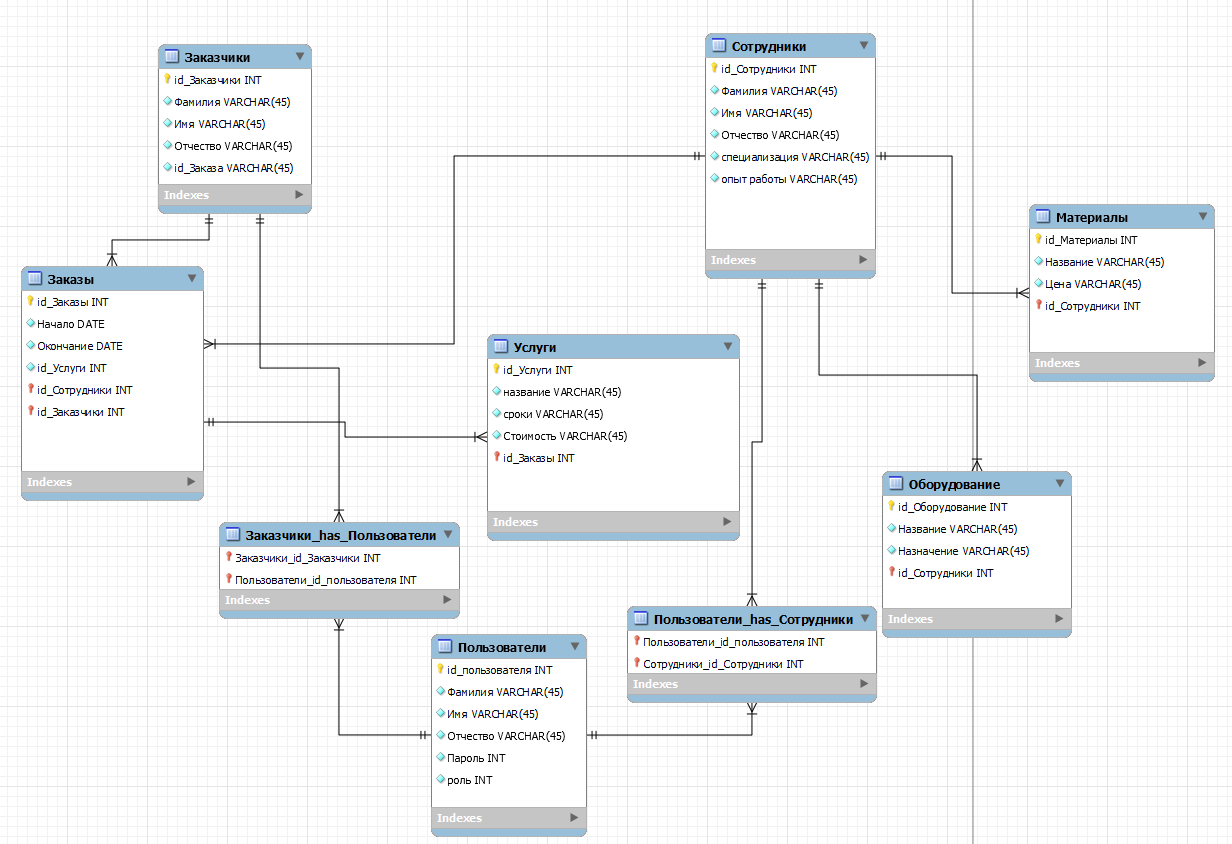 Заказчики
id_Заказчики INT
Фамилия VARCHAR(45)
Имя VARCHAR(45)
Отчество VARCHAR(45)
id_Заказа VARCHAR(45)
Indexes
Сотрудники
id_Сотрудники INT
Фамилия VARCHAR(45)
Имя VARCHAR(45)
Отчество VARCHAR(45)
специализация VARCHAR(45)
опыт работы VARCHAR(45)
Indexes
Материалы
id_Материалы INT
Название VARCHAR(45)
Цена VARCHAR(45)
id_Сотрудники INT
Indexes
Заказы
id_Заказы INT
Начало DATE
Окончание DATE
id_Услуги INT
id_Сотрудники INT
id_Заказчики INT
Indexes
Услуги
id_Услуги INT
название VARCHAR(45)
сроки VARCHAR(45)
Стоимость VARCHAR(45)
id_Заказы INT
Indexes
Оборудование
id_Оборудование INT
Название VARCHAR(45)
Назначение VARCHAR(45)
id_Сотрудники INT
Indexes
Заказчики_has_Пользователи
Заказчики_id_Заказчики INT
Пользователи_id_пользователя INT
Indexes
Пользователи_has_Сотрудники
Пользователи_id_пользователя INT
Сотрудники_id_Сотрудники INT
Indexes
Пользователи
id_пользователя INT
Фамилия VARCHAR(45)
Имя VARCHAR(45)
Отчество VARCHAR(45)
Пароль INT
роль INT
Indexes